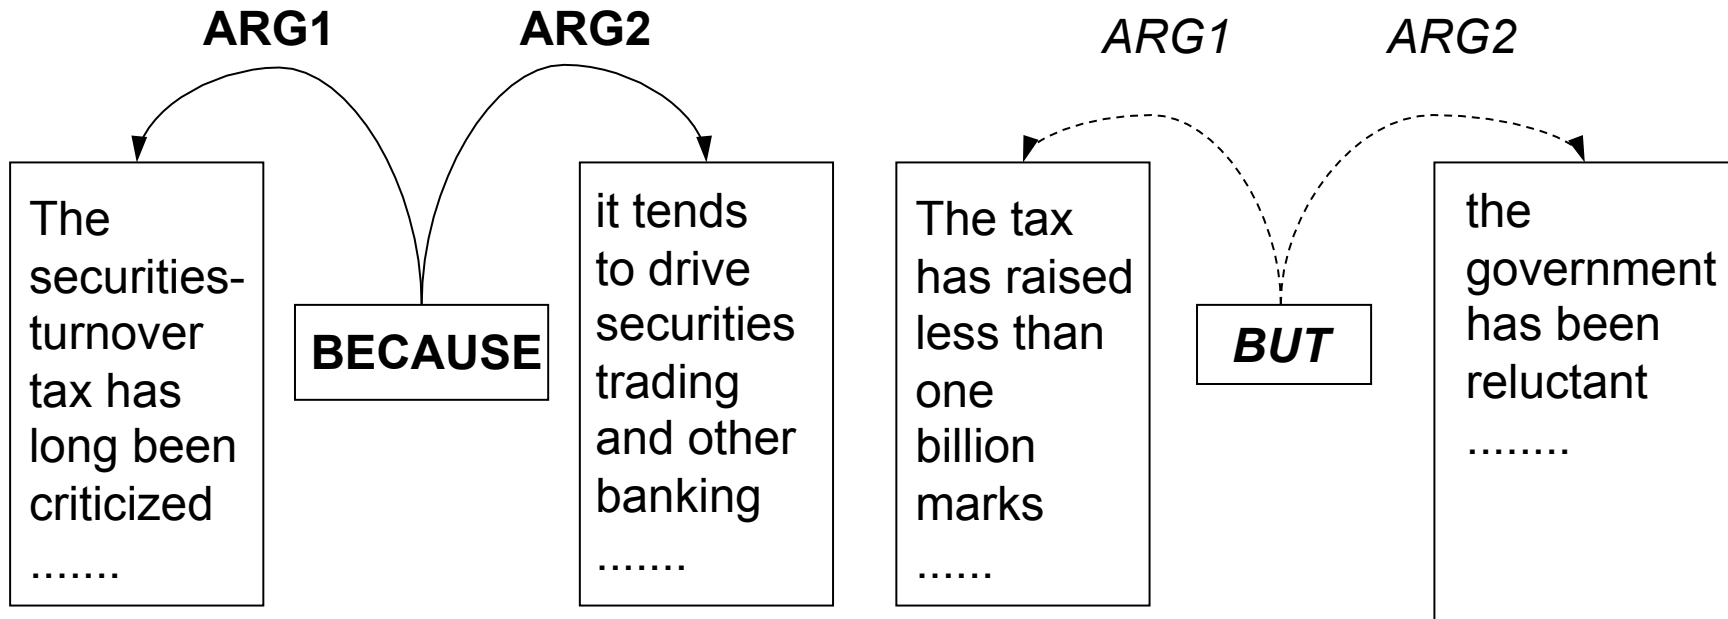 ARG1
ARG2
The
securities-
turnover
tax has
long been
criticized
.......
BECAUSE
it tends
to drive
securities
trading
and other
banking
.......
ARG1
ARG2
The tax
has raised
less than
one
billion
marks
......
BUT
the
government
has been
reluctant
........